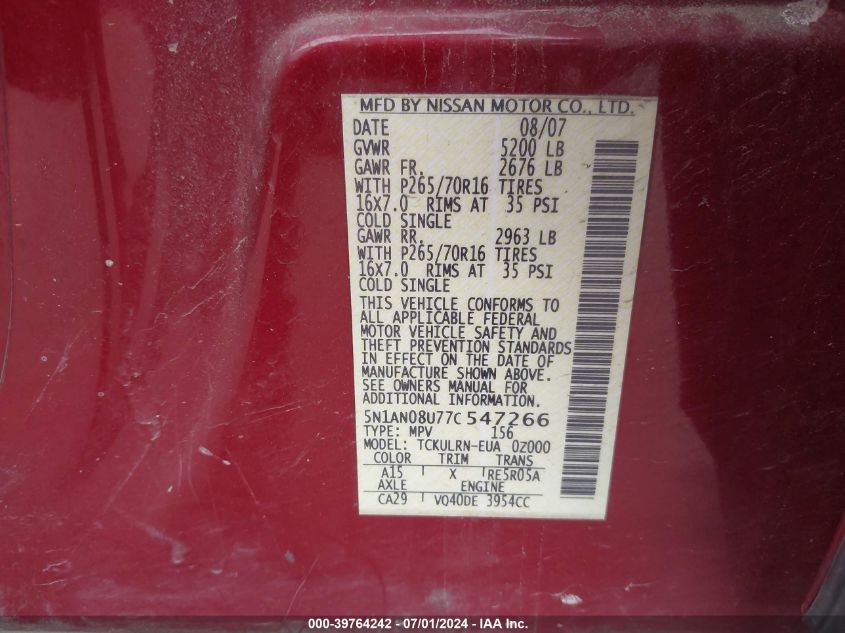 MFD BY NISSAN MOTOR CO., LTD.
DATE 08/07
GVWR 5200 LB
GAWR FR. 2676 LB
WITH P265/70R16 TIRES
16x7.0 RIMS AT 35 PSI
COLD SINGLE
GAWR RR. 2963 LB
WITH P265/70R16 TIRES
16x7.0 RIMS AT 35 PSI
COLD SINGLE
THIS VEHICLE CONFORMS TO
ALL APPLICABLE FEDERAL
MOTOR VEHICLE SAFETY AND
THEFT PREVENTION STANDARDS
IN EFFECT ON THE DATE OF
MANUFACTURE SHOWN ABOVE.
SEE OWNERS MANUAL FOR
ADDITIONAL INFORMATION.
5N1AN08U77C547266
TYPE: MPV 156
MODEL: TCKULRN-EUA 0Z000
COLOR TRIM TRANS
A15 X RE5R05A
AXLE ENGINE
CA29 VQ40DE 3954CC
000-39764242 - 07/01/2024 - IAA Inc.